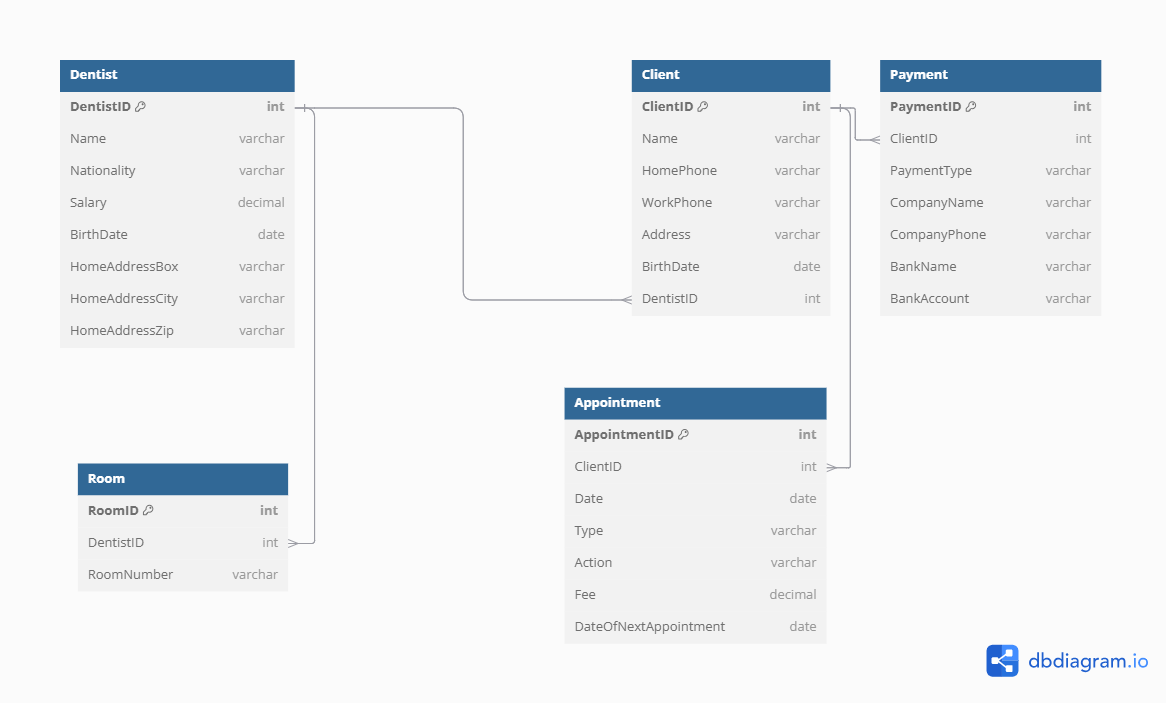 Dentist
DentistID int
Name varchar
Nationality varchar
Salary decimal
BirthDate date
HomeAddressBox varchar
HomeAddressCity varchar
HomeAddressZip varchar
Client
ClientID int
Name varchar
HomePhone varchar
WorkPhone varchar
Address varchar
BirthDate date
DentistID int
Payment
PaymentID int
ClientID int
PaymentType varchar
CompanyName varchar
CompanyPhone varchar
BankName varchar
BankAccount varchar
Room
RoomID int
DentistID int
RoomNumber varchar
Appointment
AppointmentID int
ClientID int
Date date
Type varchar
Action varchar
Fee decimal
DateOfNextAppointment date
dbdiagram.io